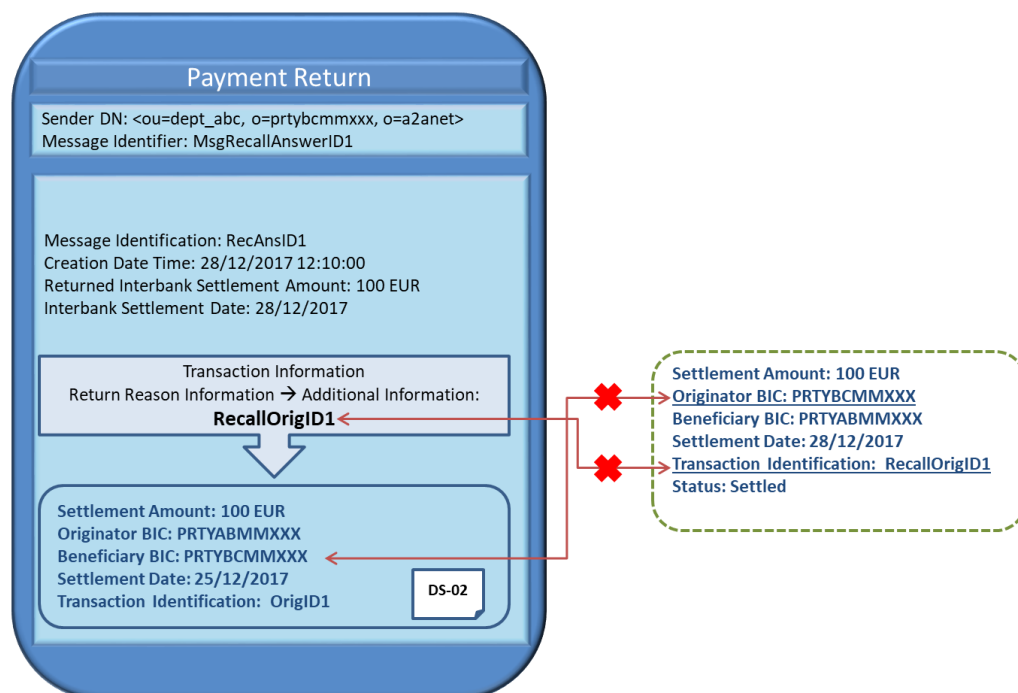 Payment Return
Sender DN: <ou=dept_abc, o=prtybcmmxxx, o=a2anet>
Message Identifier: MsgRecallAnswerID1
Message Identification: RecAnsID1
Creation Date Time: 28/12/2017 12:10:00
Returned Interbank Settlement Amount: 100 EUR
Interbank Settlement Date: 28/12/2017
Transaction Information
Return Reason Information → Additional Information:
RecallOrigID1
Settlement Amount: 100 EUR
Originator BIC: PRTYABMMXXX
Beneficiary BIC: PRTYBCMMXXX
Settlement Date: 25/12/2017
Transaction Identification: OrigID1
DS-02
Settlement Amount: 100 EUR
Originator BIC: PRTYBCMMXXX
Beneficiary BIC: PRTYABMMXXX
Settlement Date: 28/12/2017
Transaction Identification: RecallOrigID1
Status: Settled